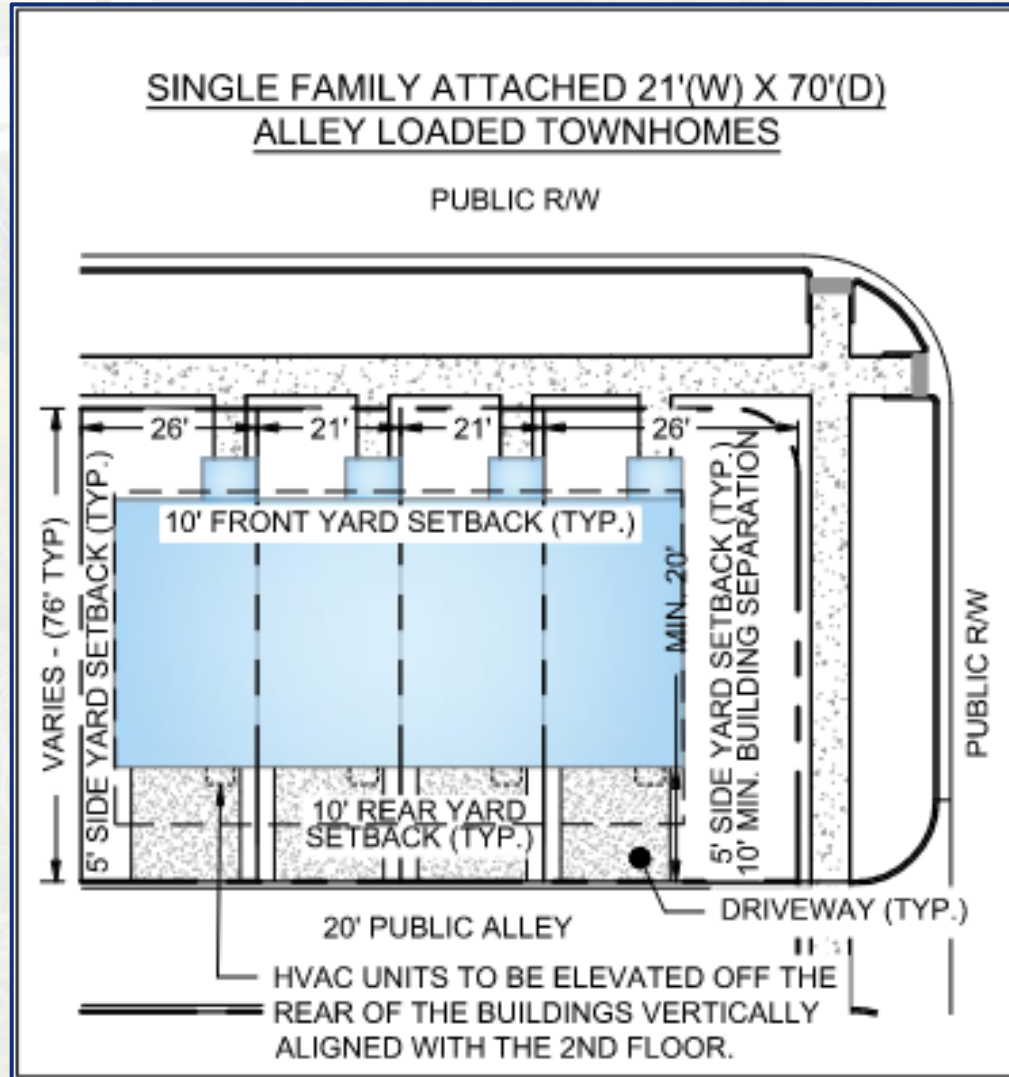 SINGLE FAMILY ATTACHED 21'(W) X 70'(D)
ALLEY LOADED TOWNHOMES
PUBLIC R/W
26'
21'
21'
26'
10' FRONT YARD SETBACK (TYP.)
VARIES - (76' TYP)
5' SIDE YARD SETBACK (TYP.)
MIN. 20'
5' SIDE YARD SETBACK (TYP.)
10' MIN. BUILDING SEPARATION
PUBLIC R/W
10' REAR YARD
SETBACK (TYP.)
DRIVEWAY (TYP.)
20' PUBLIC ALLEY
HVAC UNITS TO BE ELEVATED OFF THE
REAR OF THE BUILDINGS VERTICALLY
ALIGNED WITH THE 2ND FLOOR.